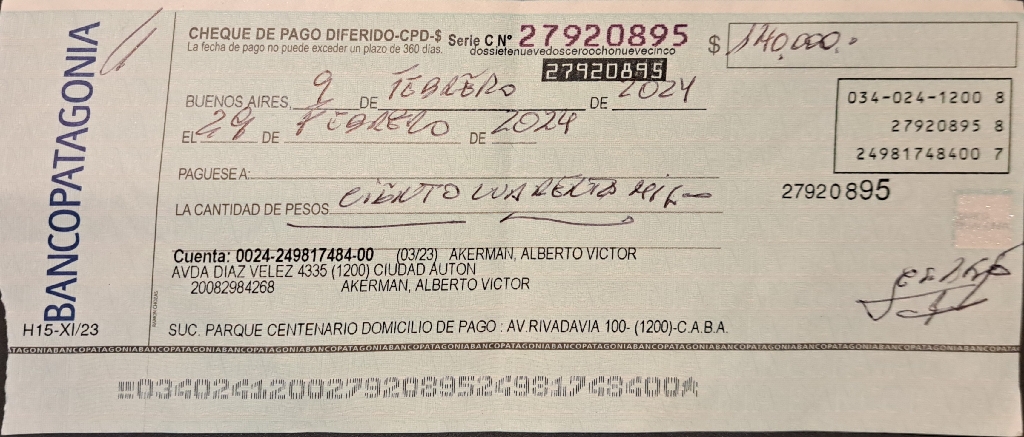 BANCOPATAGONIA
H15-XI/23
CHEQUE DE PAGO DIFERIDO-CPD-$ Serie C Nº 27920895 $ 140,000.-
La fecha de pago no puede exceder un plazo de 360 días. dossietenuevedosceroochonuevecinco
27920895
BUENOS AIRES, 9 DE FEBRERO DE 2024
EL 29 DE FEBRERO DE 2024
034-024-1200 8
27920895 8
24981748400 7
PAGUESE A:
27920895
LA CANTIDAD DE PESOS CIENTO CUARENTA MIL
Cuenta: 0024-249817484-00 (03/23) AKERMAN, ALBERTO VICTOR
AVDA DIAZ VELEZ 4335 (1200) CIUDAD AUTON
20082984268 AKERMAN, ALBERTO VICTOR
SUC. PARQUE CENTENARIO DOMICILIO DE PAGO : AV.RIVADAVIA 100- (1200)-C.A.B.A.
ATAGONIABANCOPATAGONIABANCOPATAGONIABANCOPATAGONIABANCOPATAGONIABANCOPATAGONIABANCOPATAGONIABANCOPATAGONIABANCOPATAGONIABANCOPATAGON
03402412002792089524981748400